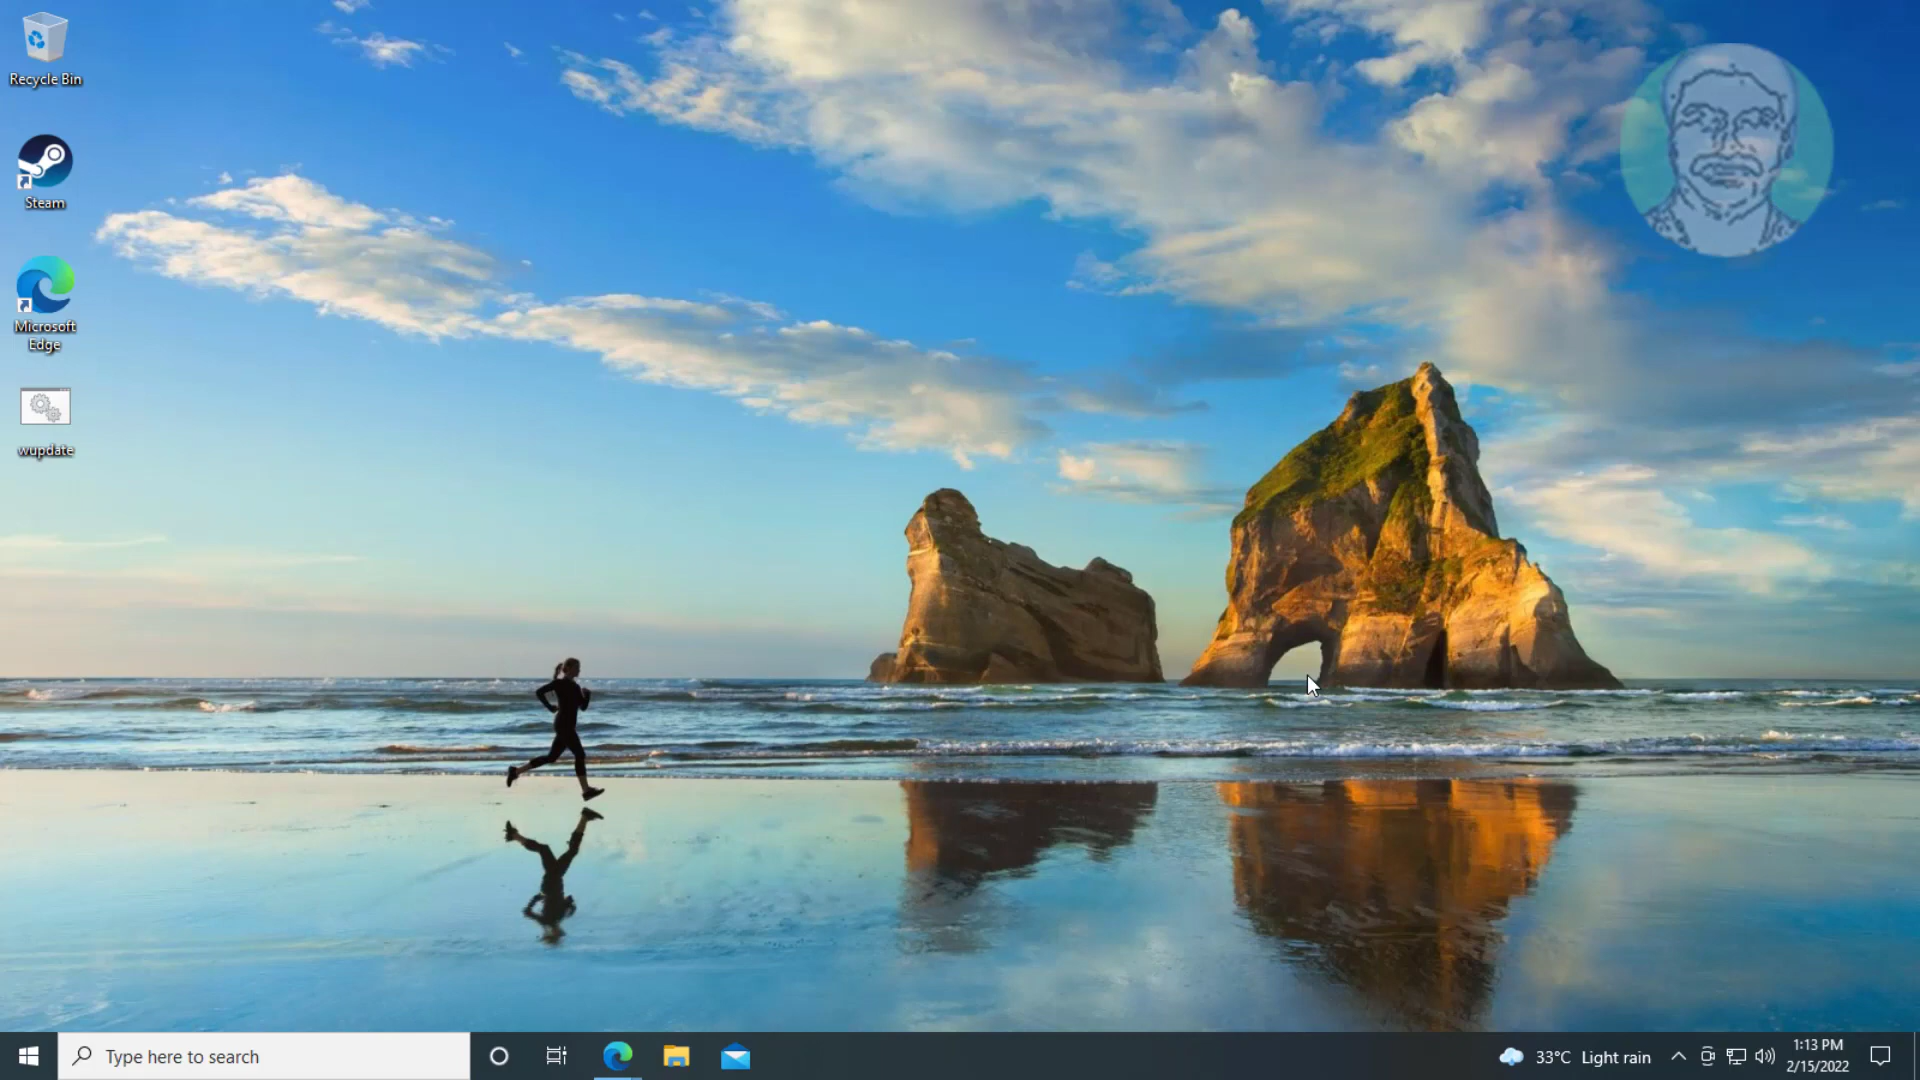 Recycle Bin
Steam
Microsoft
Edge
wupdate
Type here to search
33°C Light rain
1:13 PM
2/15/2022